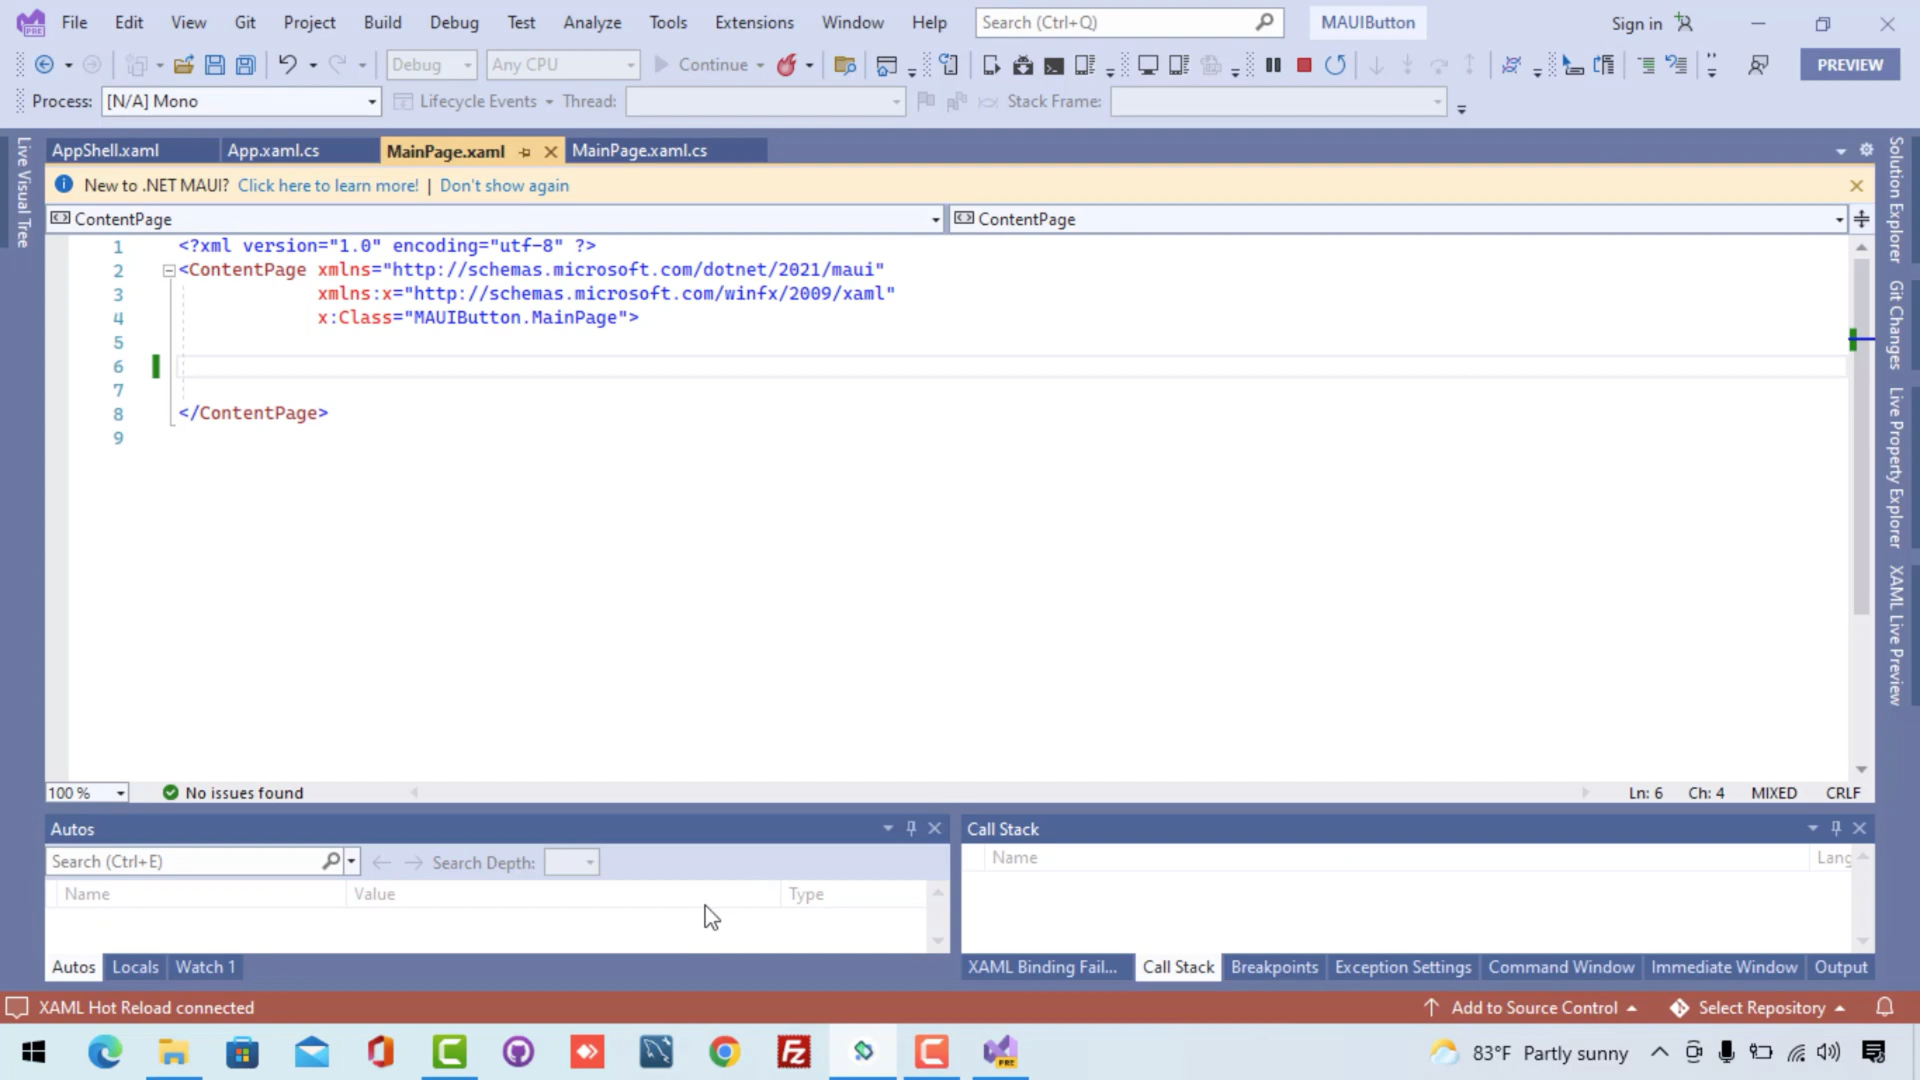 File Edit View Git Project Build Debug Test Analyze Tools Extensions Window Help Search (Ctrl+Q) MAUIButton Sign in
Debug Any CPU Continue PREVIEW
Process: [N/A] Mono Lifecycle Events Thread: Stack Frame:
AppShell.xaml App.xaml.cs MainPage.xaml MainPage.xaml.cs
New to .NET MAUI? Click here to learn more! | Don't show again
ContentPage ContentPage
1 <?xml version="1.0" encoding="utf-8" ?>
2 <ContentPage xmlns="http://schemas.microsoft.com/dotnet/2021/maui"
3 xmlns:x="http://schemas.microsoft.com/winfx/2009/xaml"
4 x:Class="MAUIButton.MainPage">
5
6
7
8 </ContentPage>
9
100 % No issues found Ln: 6 Ch: 4 MIXED CRLF
Live Visual Tree
Solution Explorer
Git Changes
Live Property Explorer
XAML Live Preview
Autos
Search (Ctrl+E) Search Depth:
Name Value Type
Autos Locals Watch 1
Call Stack
Name Lang
XAML Binding Fail... Call Stack Breakpoints Exception Settings Command Window Immediate Window Output
XAML Hot Reload connected Add to Source Control Select Repository
PRE
83°F Partly sunny